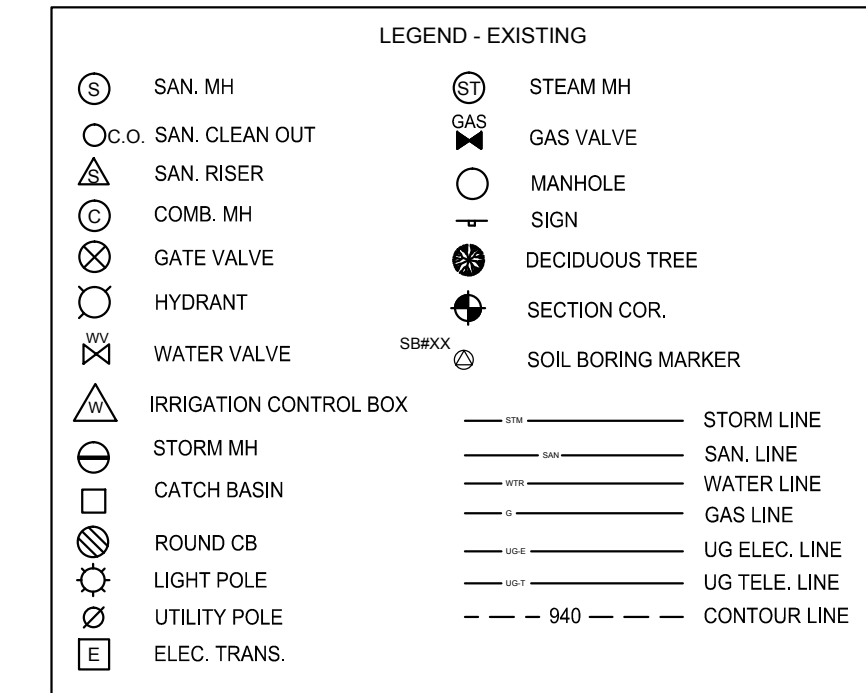 LEGEND - EXISTING
S SAN. MH
C.O. SAN. CLEAN OUT
S SAN. RISER
C COMB. MH
GATE VALVE
HYDRANT
WV
WATER VALVE
W IRRIGATION CONTROL BOX
STORM MH
CATCH BASIN
ROUND CB
LIGHT POLE
UTILITY POLE
E ELEC. TRANS.
ST STEAM MH
GAS
GAS VALVE
MANHOLE
SIGN
DECIDUOUS TREE
SECTION COR.
SB#XX
SOIL BORING MARKER
STM STORM LINE
SAN SAN. LINE
WTR WATER LINE
G GAS LINE
UG-E UG ELEC. LINE
UG-T UG TELE. LINE
940 CONTOUR LINE